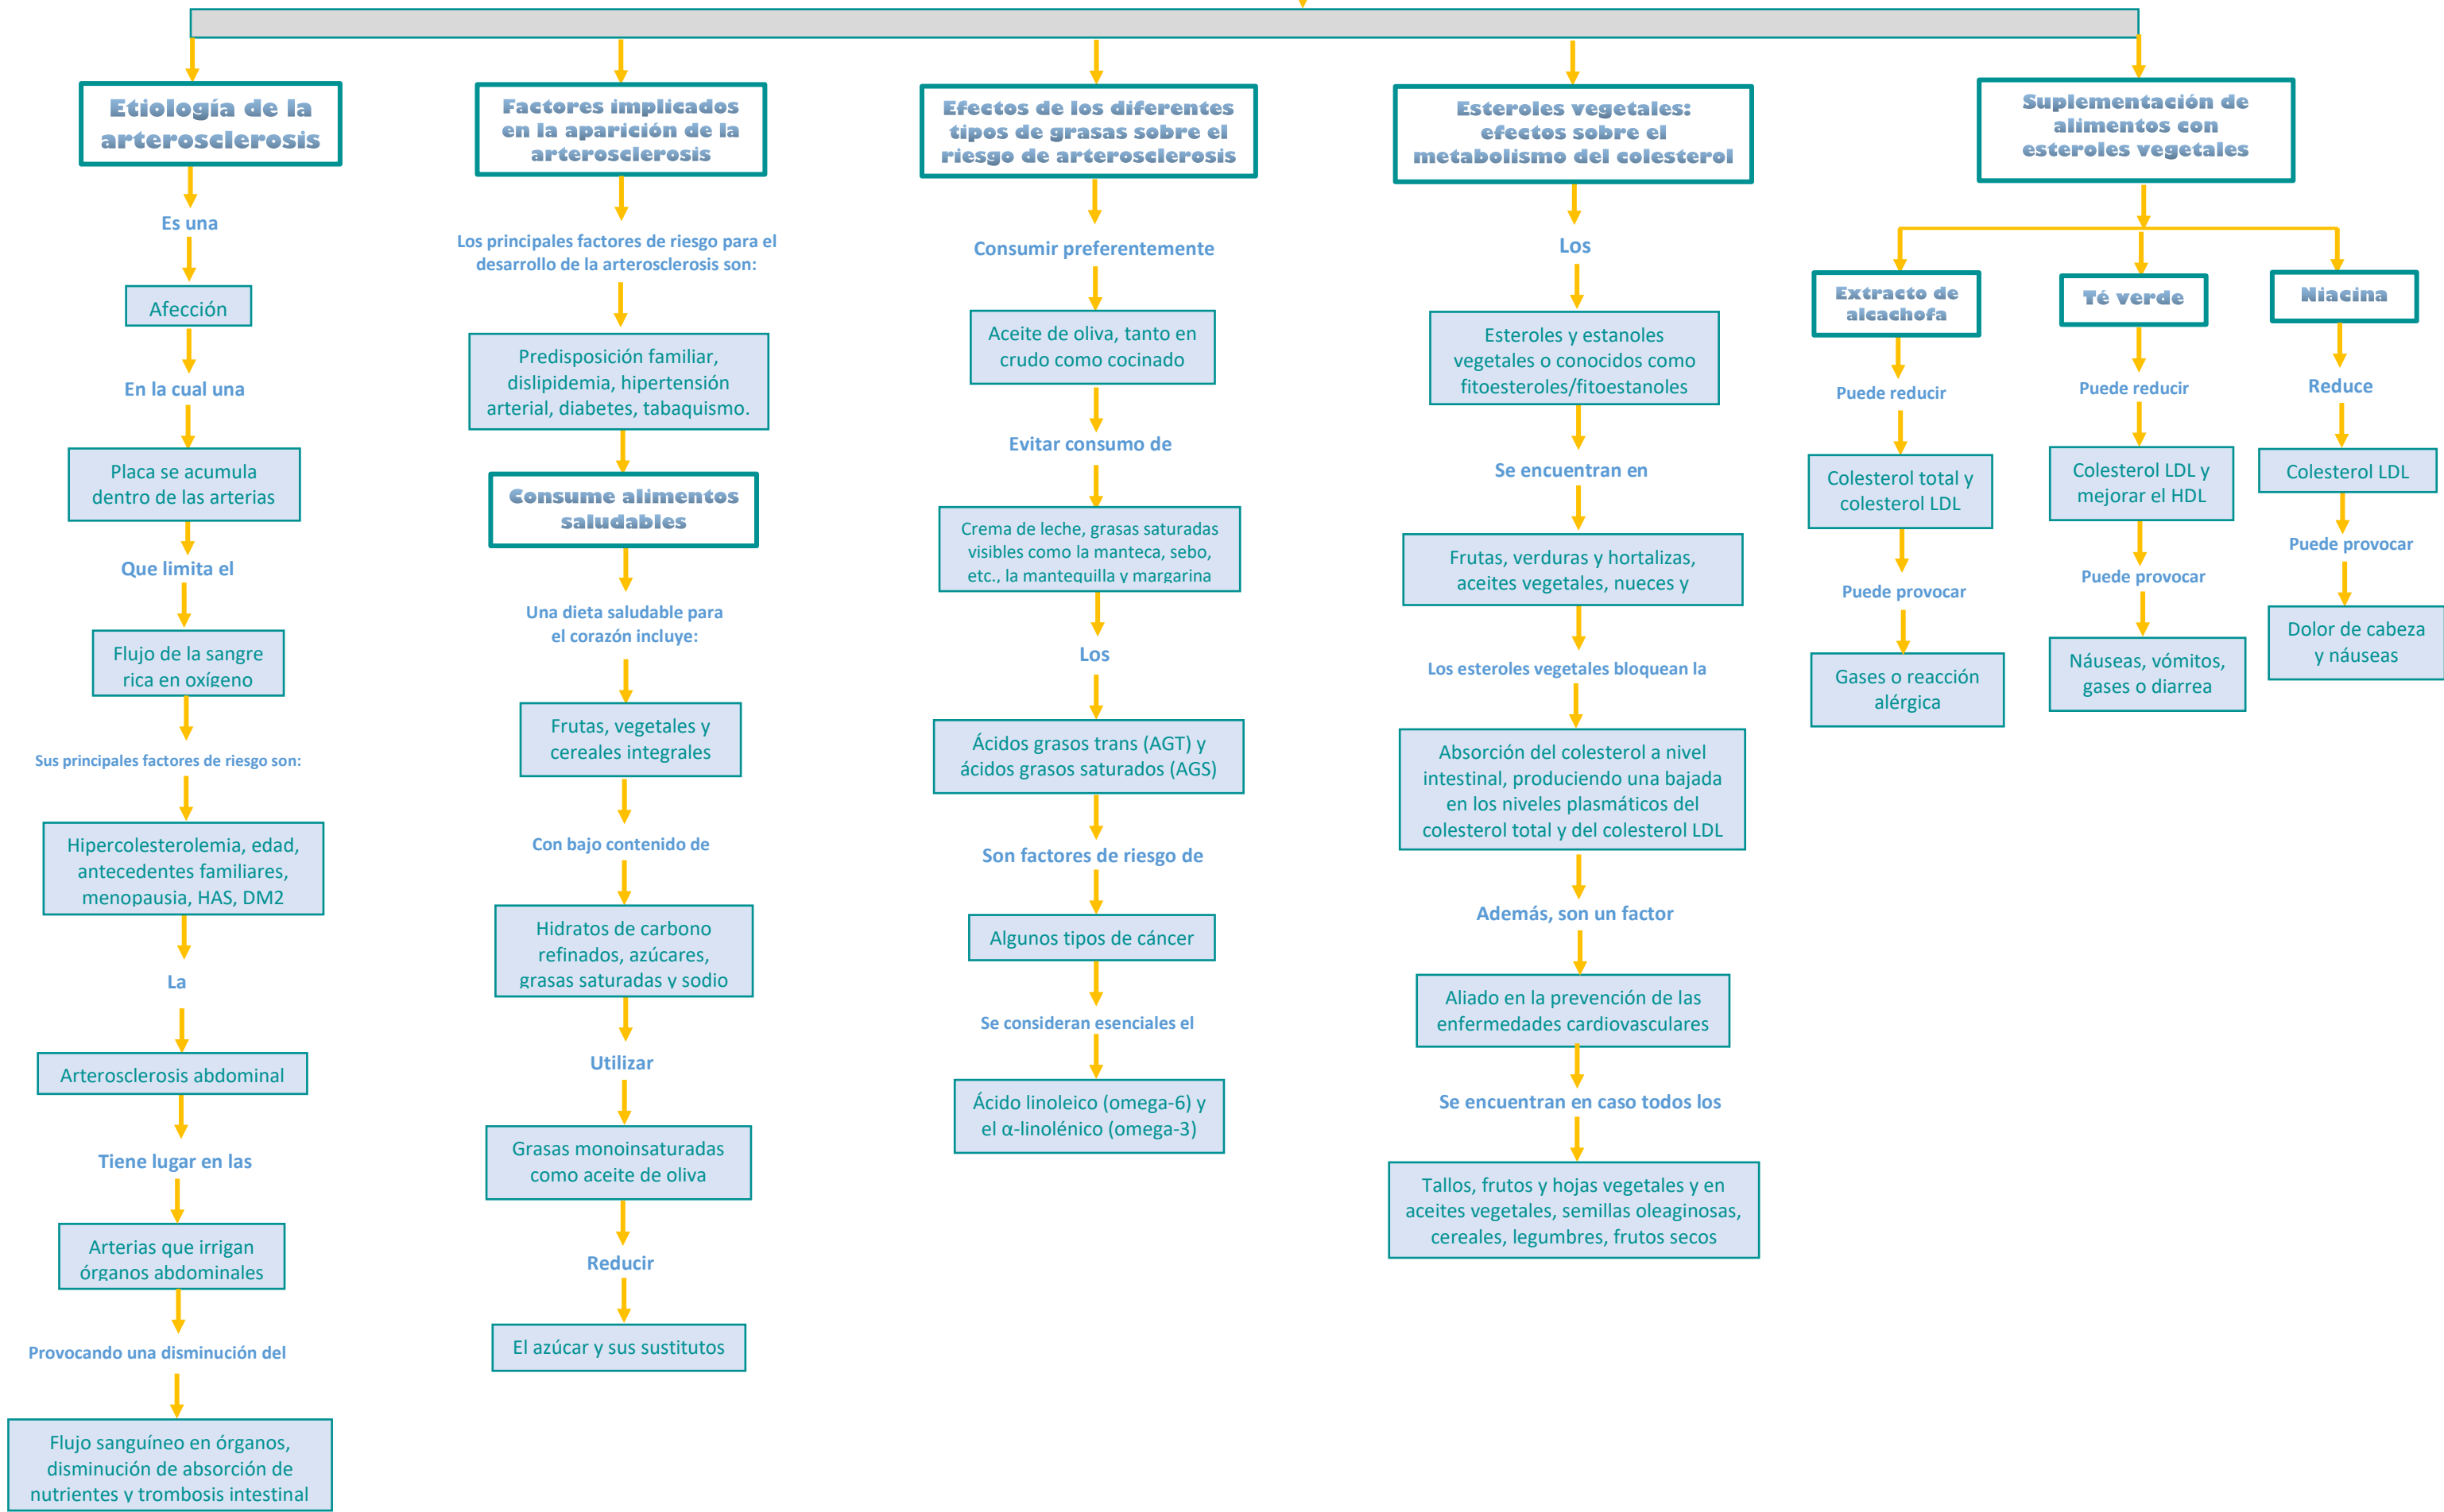 Etiología de la
arterosclerosis
Es una
Afección
En la cual una
Placa se acumula
dentro de las arterias
Que limita el
Flujo de la sangre
rica en oxígeno
Sus principales factores de riesgo son:
Hipercolesterolemia, edad,
antecedentes familiares,
menopausia, HAS, DM2
La
Arterosclerosis abdominal
Tiene lugar en las
Arterias que irrigan
órganos abdominales
Provocando una disminución del
Flujo sanguíneo en órganos,
disminución de absorción de
nutrientes y trombosis intestinal
Factores implicados
en la aparición de la
arterosclerosis
Los principales factores de riesgo para el
desarrollo de la arterosclerosis son:
Predisposición familiar,
dislipidemia, hipertensión
arterial, diabetes, tabaquismo.
Consume alimentos
saludables
Una dieta saludable para
el corazón incluye:
Frutas, vegetales y
cereales integrales
Con bajo contenido de
Hidratos de carbono
refinados, azúcares,
grasas saturadas y sodio
Utilizar
Grasas monoinsaturadas
como aceite de oliva
Reducir
El azúcar y sus sustitutos
Efectos de los diferentes
tipos de grasas sobre el
riesgo de arterosclerosis
Consumir preferentemente
Aceite de oliva, tanto en
crudo como cocinado
Evitar consumo de
Crema de leche, grasas saturadas
visibles como la manteca, sebo,
etc., la mantequilla y margarina
Los
Ácidos grasos trans (AGT) y
ácidos grasos saturados (AGS)
Son factores de riesgo de
Algunos tipos de cáncer
Se consideran esenciales el
Ácido linoleico (omega-6) y
el α-linolénico (omega-3)
Esteroles vegetales:
efectos sobre el
metabolismo del colesterol
Los
Esteroles y estanoles
vegetales o conocidos como
fitoesteroles/fitoestanoles
Se encuentran en
Frutas, verduras y hortalizas,
aceites vegetales, nueces y
Los esteroles vegetales bloquean la
Absorción del colesterol a nivel
intestinal, produciendo una bajada
en los niveles plasmáticos del
colesterol total y del colesterol LDL
Además, son un factor
Aliado en la prevención de las
enfermedades cardiovasculares
Se encuentran en caso todos los
Tallos, frutos y hojas vegetales y en
aceites vegetales, semillas oleaginosas,
cereales, legumbres, frutos secos
Suplementación de
alimentos con
esteroles vegetales
Extracto de
alcachofa
Puede reducir
Colesterol total y
colesterol LDL
Puede provocar
Gases o reacción
alérgica
Té verde
Puede reducir
Colesterol LDL y
mejorar el HDL
Puede provocar
Náuseas, vómitos,
gases o diarrea
Niacina
Reduce
Colesterol LDL
Puede provocar
Dolor de cabeza
y náuseas